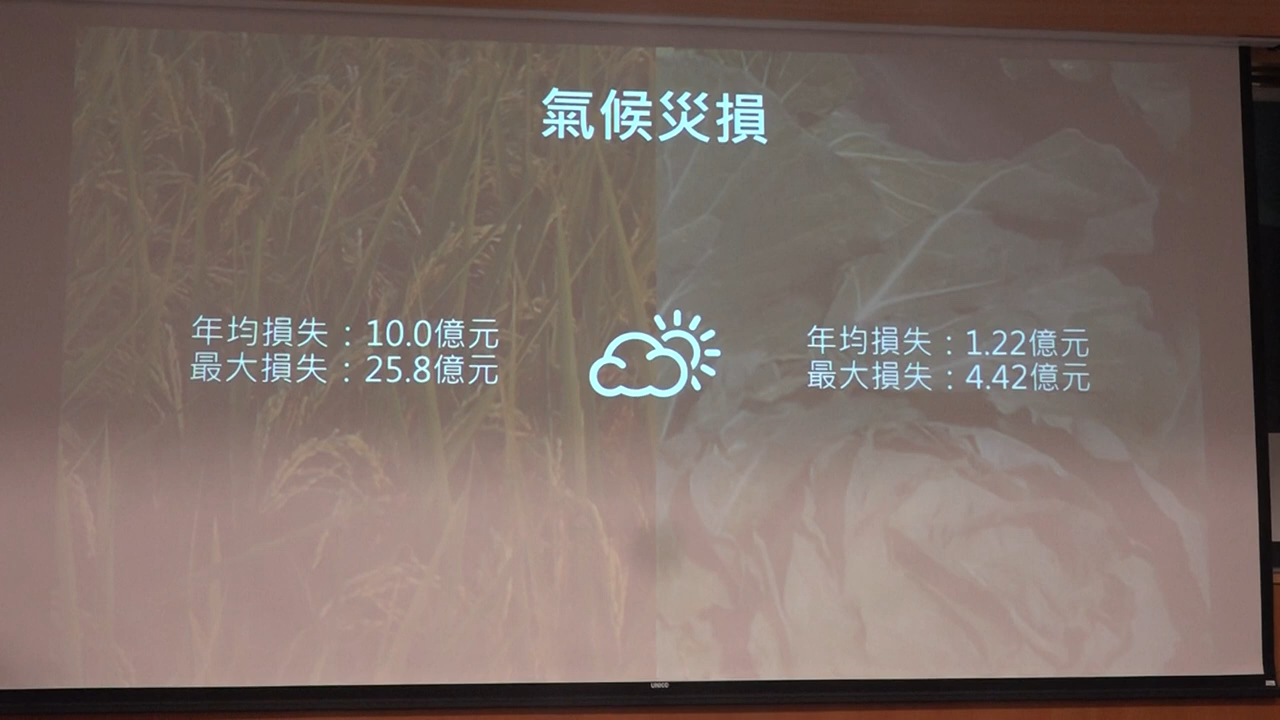 氣候災損
年均損失：10.0億元
最大損失：25.8億元
年均損失：1.22億元
最大損失：4.42億元
UNICO